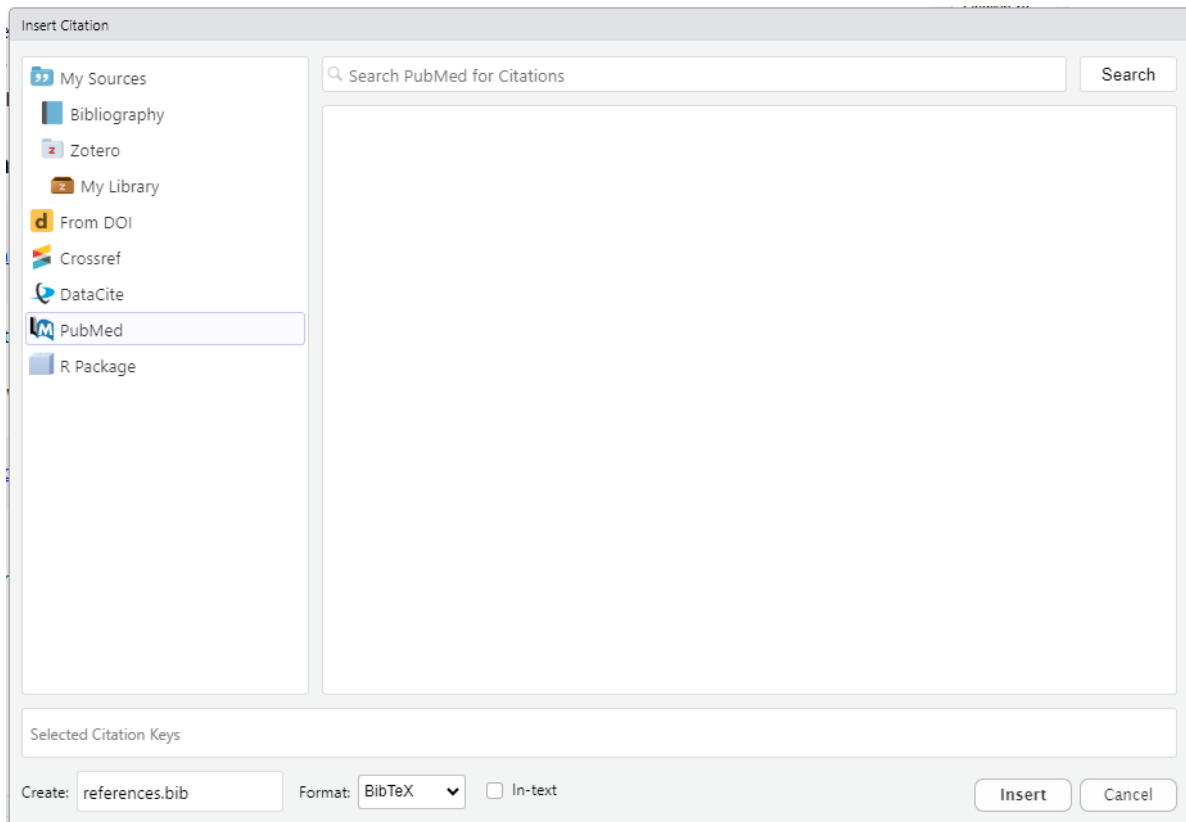 Insert Citation
My Sources
Bibliography
Zotero
My Library
From DOI
Crossref
DataCite
PubMed
R Package
Search PubMed for Citations
Search
Selected Citation Keys
Create: references.bib Format: BibTeX In-text
Insert Cancel